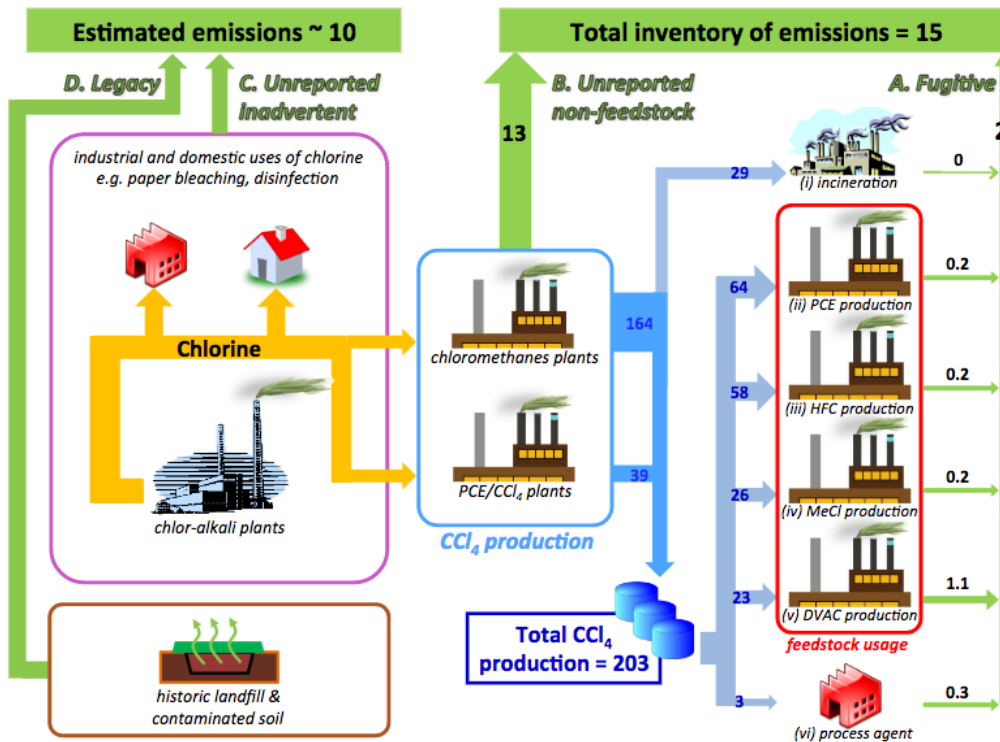 Estimated emissions ~ 10
Total inventory of emissions = 15
D. Legacy
C. Unreported
inadvertent
B. Unreported
non-feedstock
A. Fugitive
13
2
industrial and domestic uses of chlorine
e.g. paper bleaching, disinfection
29
(i) incineration
0
64
(ii) PCE production
0.2
164
chloromethanes plants
Chlorine
58
(iii) HFC production
0.2
39
PCE/CCl₄ plants
26
(iv) MeCl production
0.2
chlor-alkali plants
CCl₄ production
23
(v) DVAC production
1.1
feedstock usage
Total CCl₄
production = 203
historic landfill &
contaminated soil
3
(vi) process agent
0.3